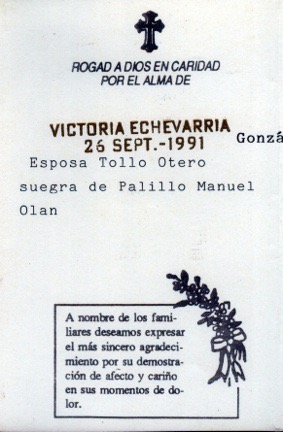 ROGAD A DIOS EN CARIDAD
POR EL ALMA DE
VICTORIA ECHEVARRIA Gonzá
26 SEPT.-1991
Esposa Tollo Otero
suegra de Palillo Manuel
Olan
A nombre de los fami-
liares deseamos expresar
el más sincero agradeci-
miento por su demostra-
ción de afecto y cariño
en sus momentos de do-
lor.